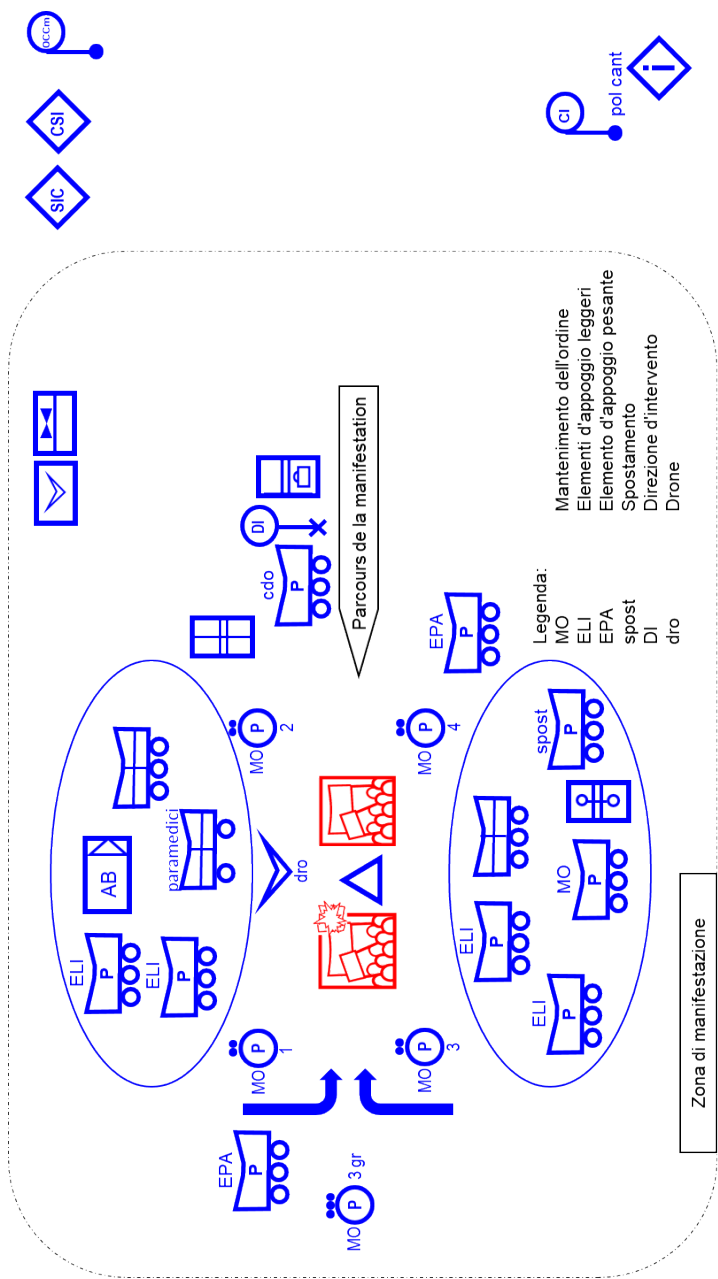 SIC
CSI
OCCm
ELI
P
AB
ELI
P
paramedici
EPA
P
MO
P
1
MO
P
2
cdo
P
DI
dro
MO
P
3 gr
Parcours de la manifestation
MO
P
3
MO
P
4
EPA
P
ELI
P
ELI
P
MO
P
spost
P
CI
pol cant
i
Legenda:
MO Mantenimento dell'ordine
ELI Elementi d'appoggio leggeri
EPA Elemento d'appoggio pesante
spost Spostamento
DI Direzione d'intervento
dro Drone
Zona di manifestazione